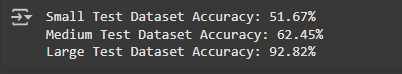 Small Test Dataset Accuracy: 51.67%
Medium Test Dataset Accuracy: 62.45%
Large Test Dataset Accuracy: 92.82%